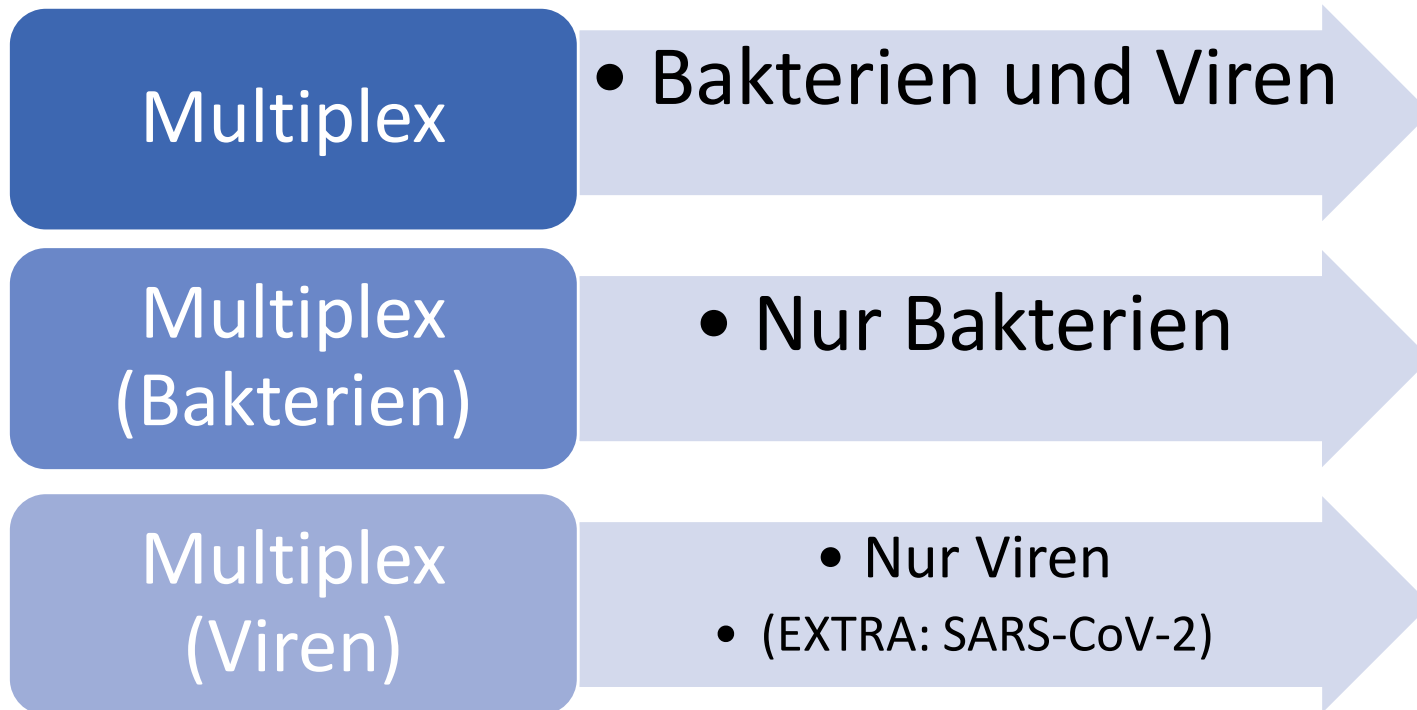 Multiplex
• Bakterien und Viren
Multiplex
(Bakterien)
• Nur Bakterien
Multiplex
(Viren)
• Nur Viren
• (EXTRA: SARS-CoV-2)